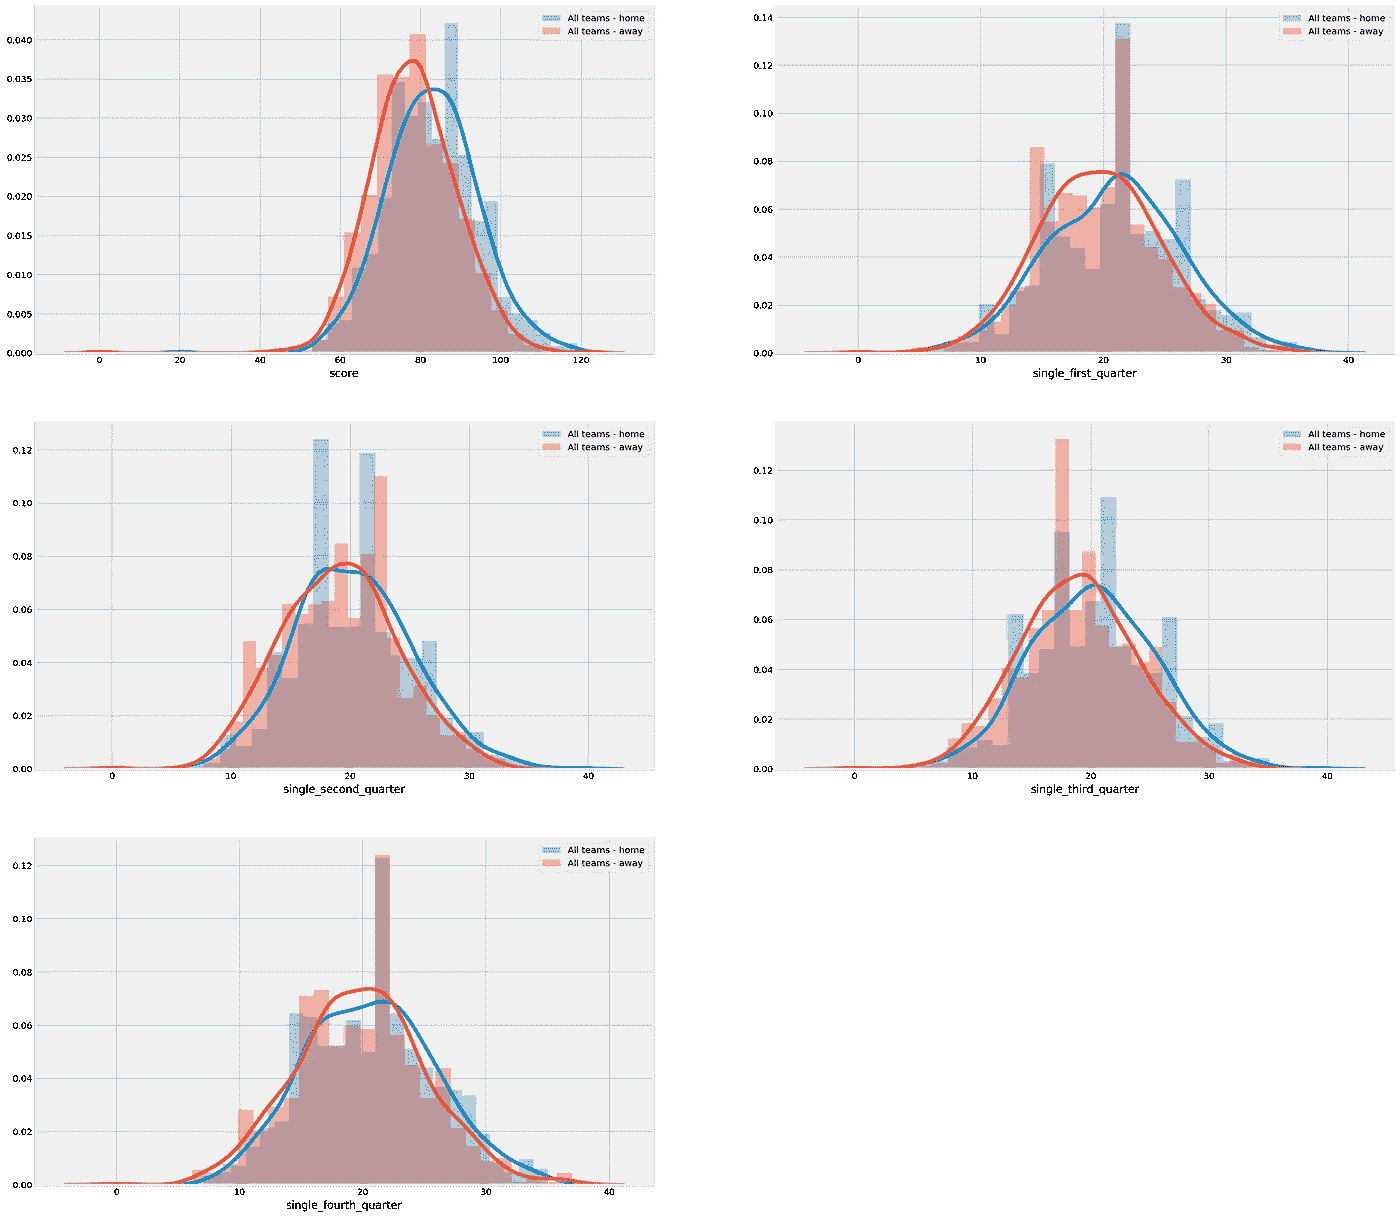 All teams - home
All teams - away
0.040
0.035
0.030
0.025
0.020
0.015
0.010
0.005
0.000
0 20 40 60 80 100 120
score
All teams - home
All teams - away
0.14
0.12
0.10
0.08
0.06
0.04
0.02
0.00
0 10 20 30 40
single_first_quarter
All teams - home
All teams - away
0.12
0.10
0.08
0.06
0.04
0.02
0.00
0 10 20 30 40
single_second_quarter
All teams - home
All teams - away
0.12
0.10
0.08
0.06
0.04
0.02
0.00
0 10 20 30 40
single_third_quarter
All teams - home
All teams - away
0.12
0.10
0.08
0.06
0.04
0.02
0.00
0 10 20 30 40
single_fourth_quarter